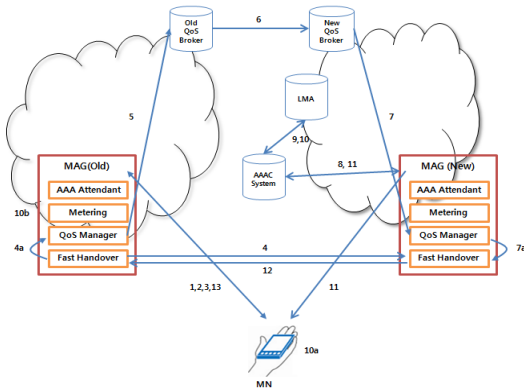 Old
QoS
Broker
6
New
QoS
Broker
LMA
5
7
9,10
MAG(Old)
AAAC
System
8, 11
MAG (New)
AAA Attendant
AAA Attendant
10b
Metering
Metering
QoS Manager
QoS Manager
4a
4
7a
Fast Handover
Fast Handover
12
1,2,3,13
11
10a
MN